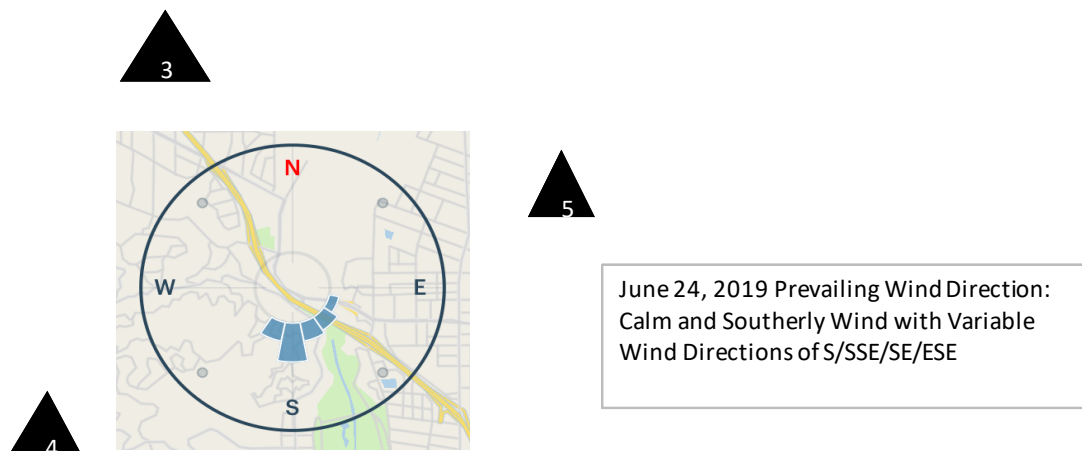 3
N
W
E
S
5
June 24, 2019 Prevailing Wind Direction:
Calm and Southerly Wind with Variable
Wind Directions of S/SSE/SE/ESE
4